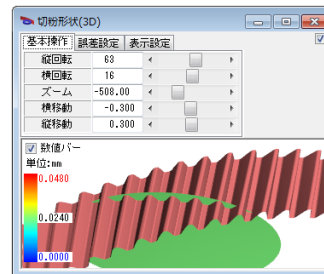 切粉形状(3D)
基本操作 誤差設定 表示設定
縦回転 63
横回転 16
ズーム -508.00
横移動 -0.300
縦移動 0.300
数値バー
単位:mm
0.0480
0.0240
0.0000